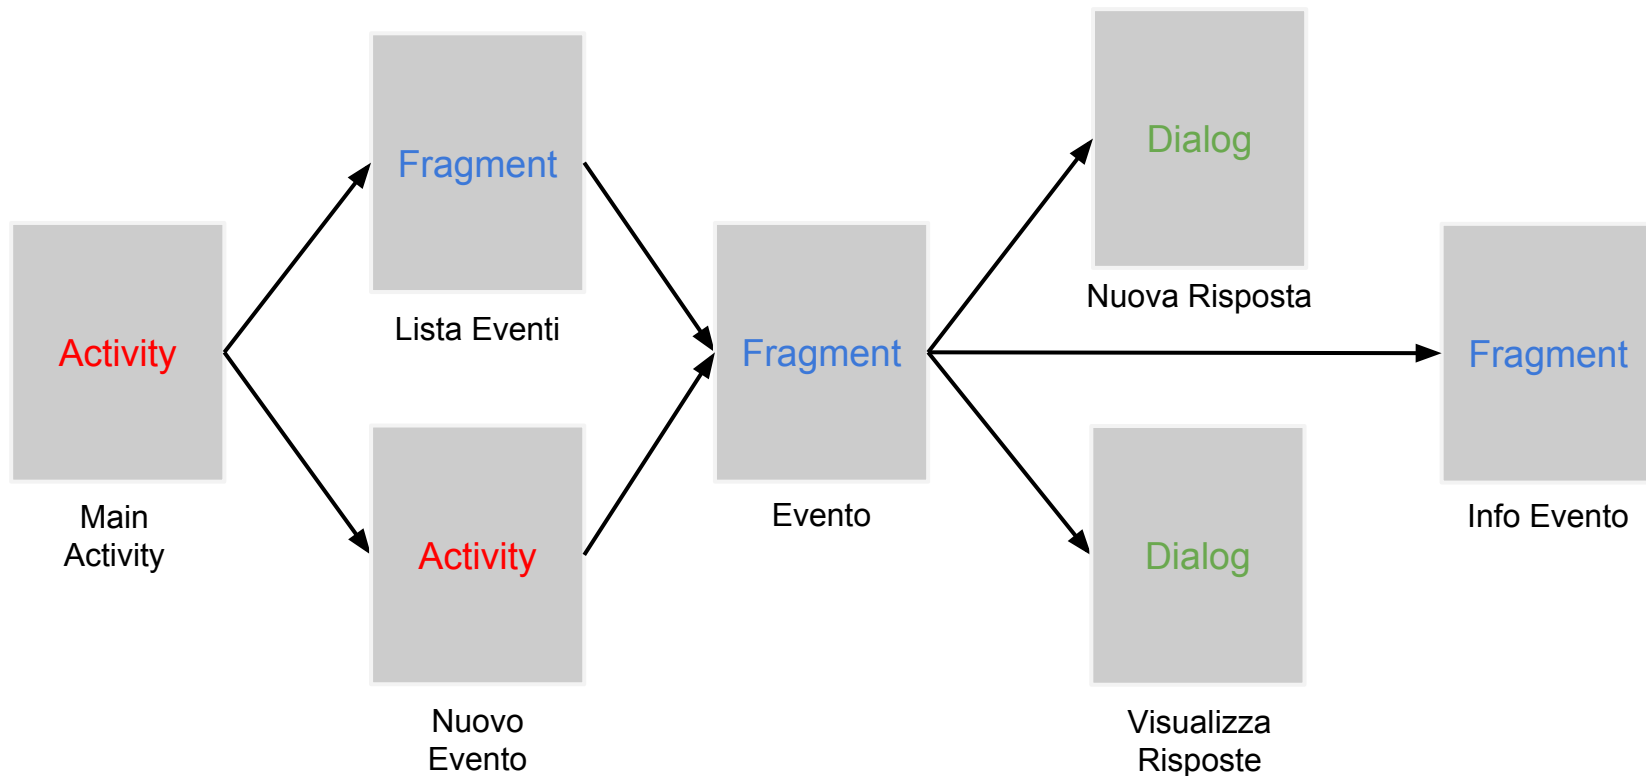 Activity
Main
Activity
Fragment
Lista Eventi
Activity
Nuovo
Evento
Fragment
Evento
Dialog
Nuova Risposta
Dialog
Visualizza
Risposte
Fragment
Info Evento